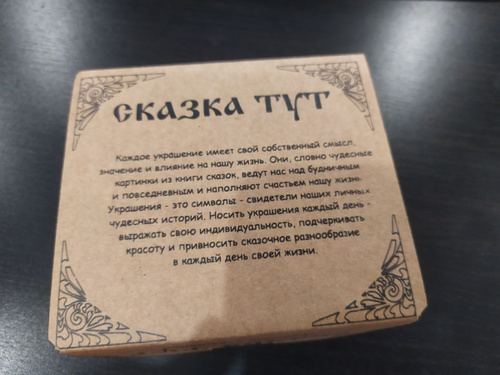 СКАЗКА ТУТ
Каждое украшение имеет свой собственный смысл,
значение и влияние на нашу жизнь. Они, словно чудесные
картинки из книги сказок, ведут нас над будничным
и повседневным и наполняют счастьем нашу жизнь.
Украшения - это символы - свидетели наших личных
чудесных историй. Носить украшения каждый день -
выражать свою индивидуальность, подчеркивать
красоту и привносить сказочное разнообразие
в каждый день своей жизни.